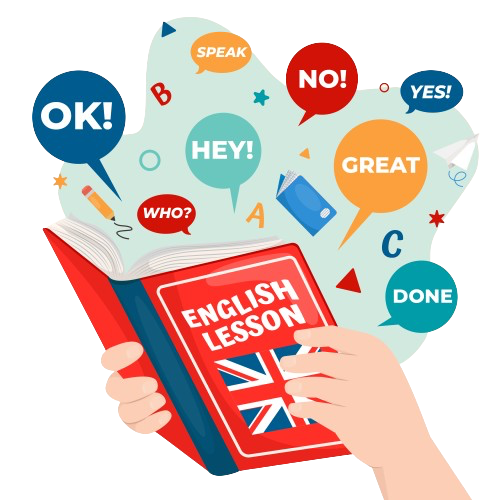 SPEAK
NO!
YES!
B
OK!
HEY!
GREAT
WHO?
A
C
DONE
ENGLISH
LESSON